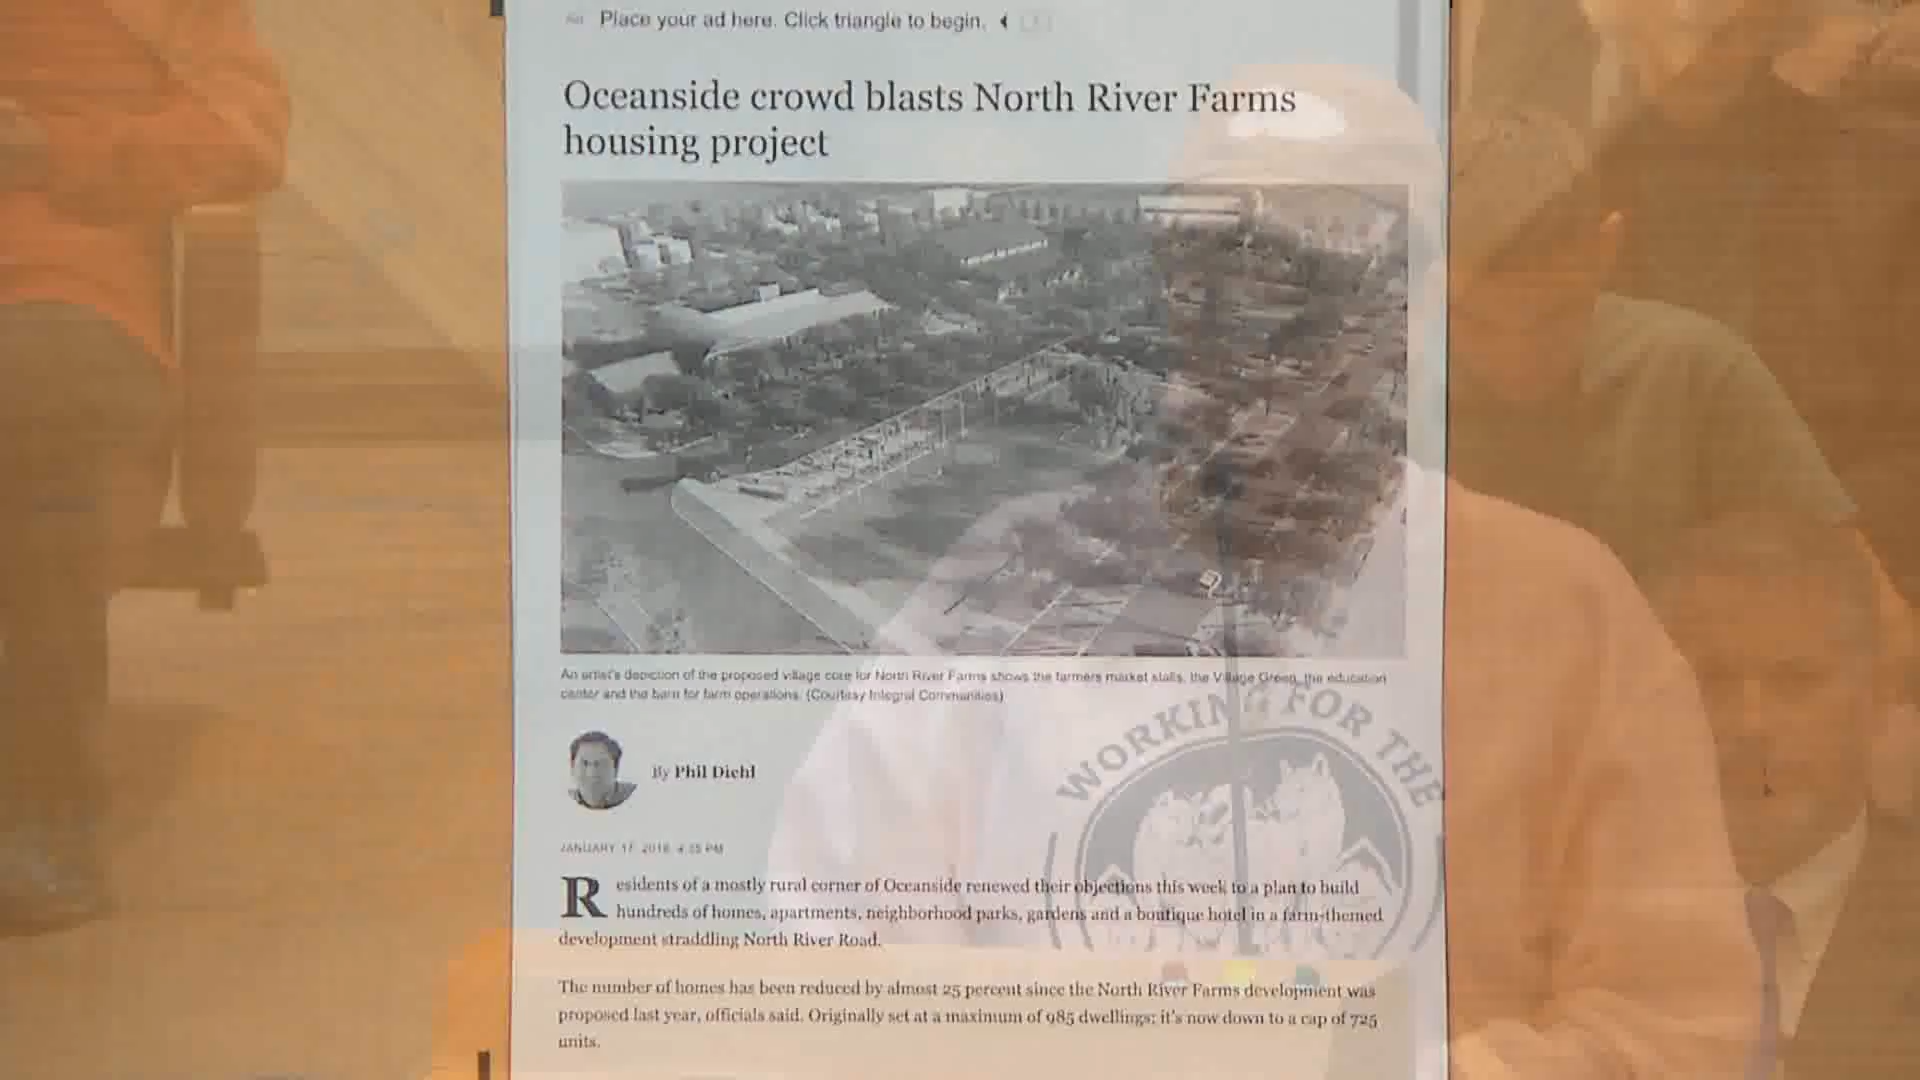 Place your ad here. Click triangle to begin.
Oceanside crowd blasts North River Farms
housing project
An artist's depiction of the proposed village core for North River Farms shows the farmers market stalls, the Village Green, the education
center and the barn for farm operations. (Courtesy Integral Communities)
By Phil Diehl
JANUARY 17, 2018 4:35 PM
Residents of a mostly rural corner of Oceanside renewed their objections this week to a plan to build
hundreds of homes, apartments, neighborhood parks, gardens and a boutique hotel in a farm-themed
development straddling North River Road.
The number of homes has been reduced by almost 25 percent since the North River Farms development was
proposed last year, officials said. Originally set at a maximum of 985 dwellings; it's now down to a cap of 725
units.
WORKING FOR THE